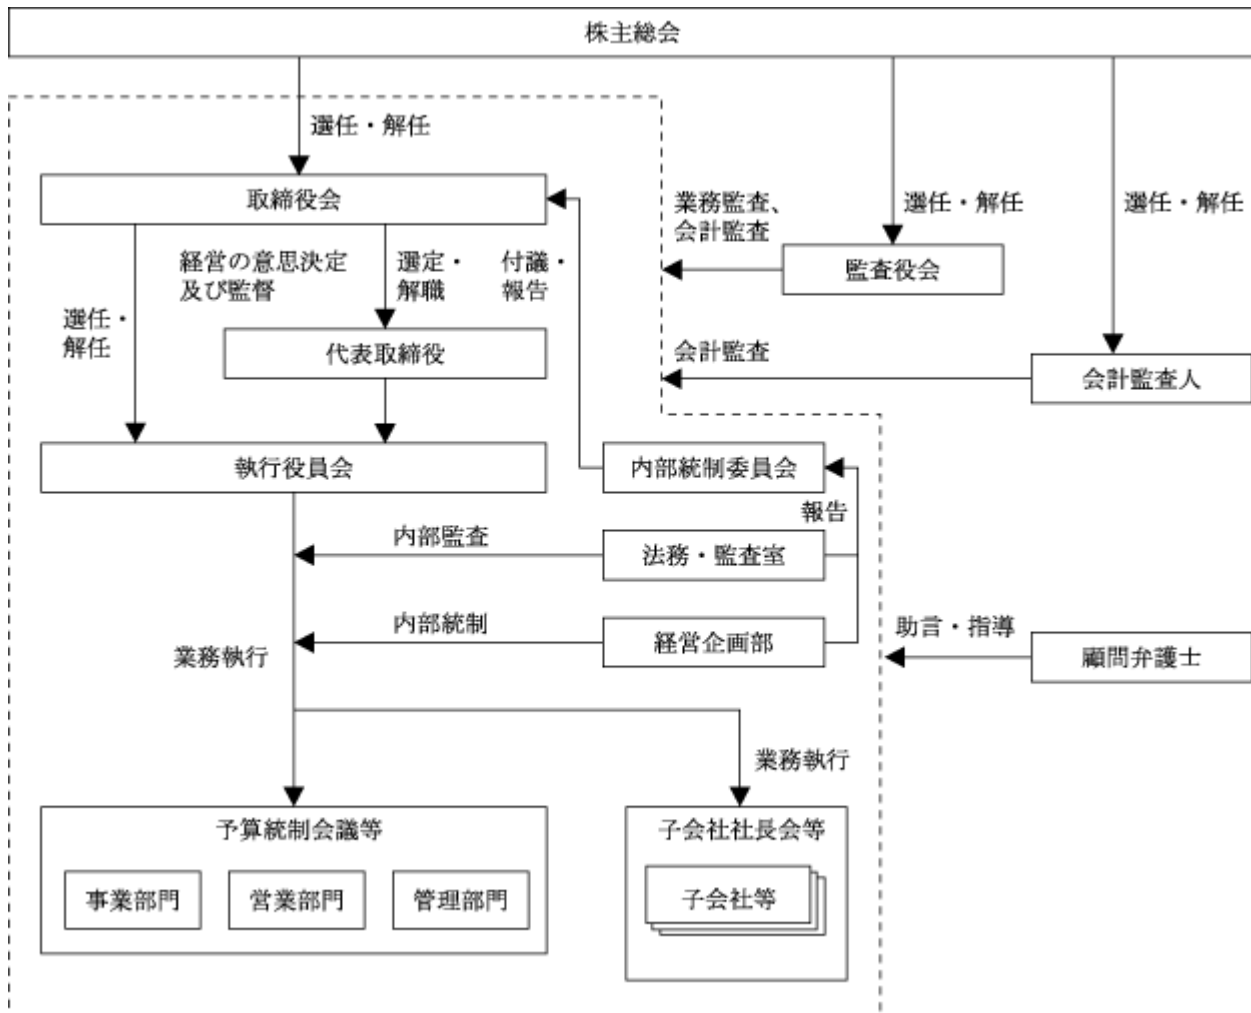 株主総会
選任・解任
取締役会
業務監査、
会計監査
選任・解任
選任・解任
経営の意思決定
及び監督
選定・
解職
付議・
報告
監査役会
選任・
解任
代表取締役
会計監査
会計監査人
執行役員会
内部統制委員会
報告
内部監査
法務・監査室
内部統制
経営企画部
助言・指導
顧問弁護士
業務執行
業務執行
予算統制会議等
子会社社長会等
事業部門
営業部門
管理部門
子会社等